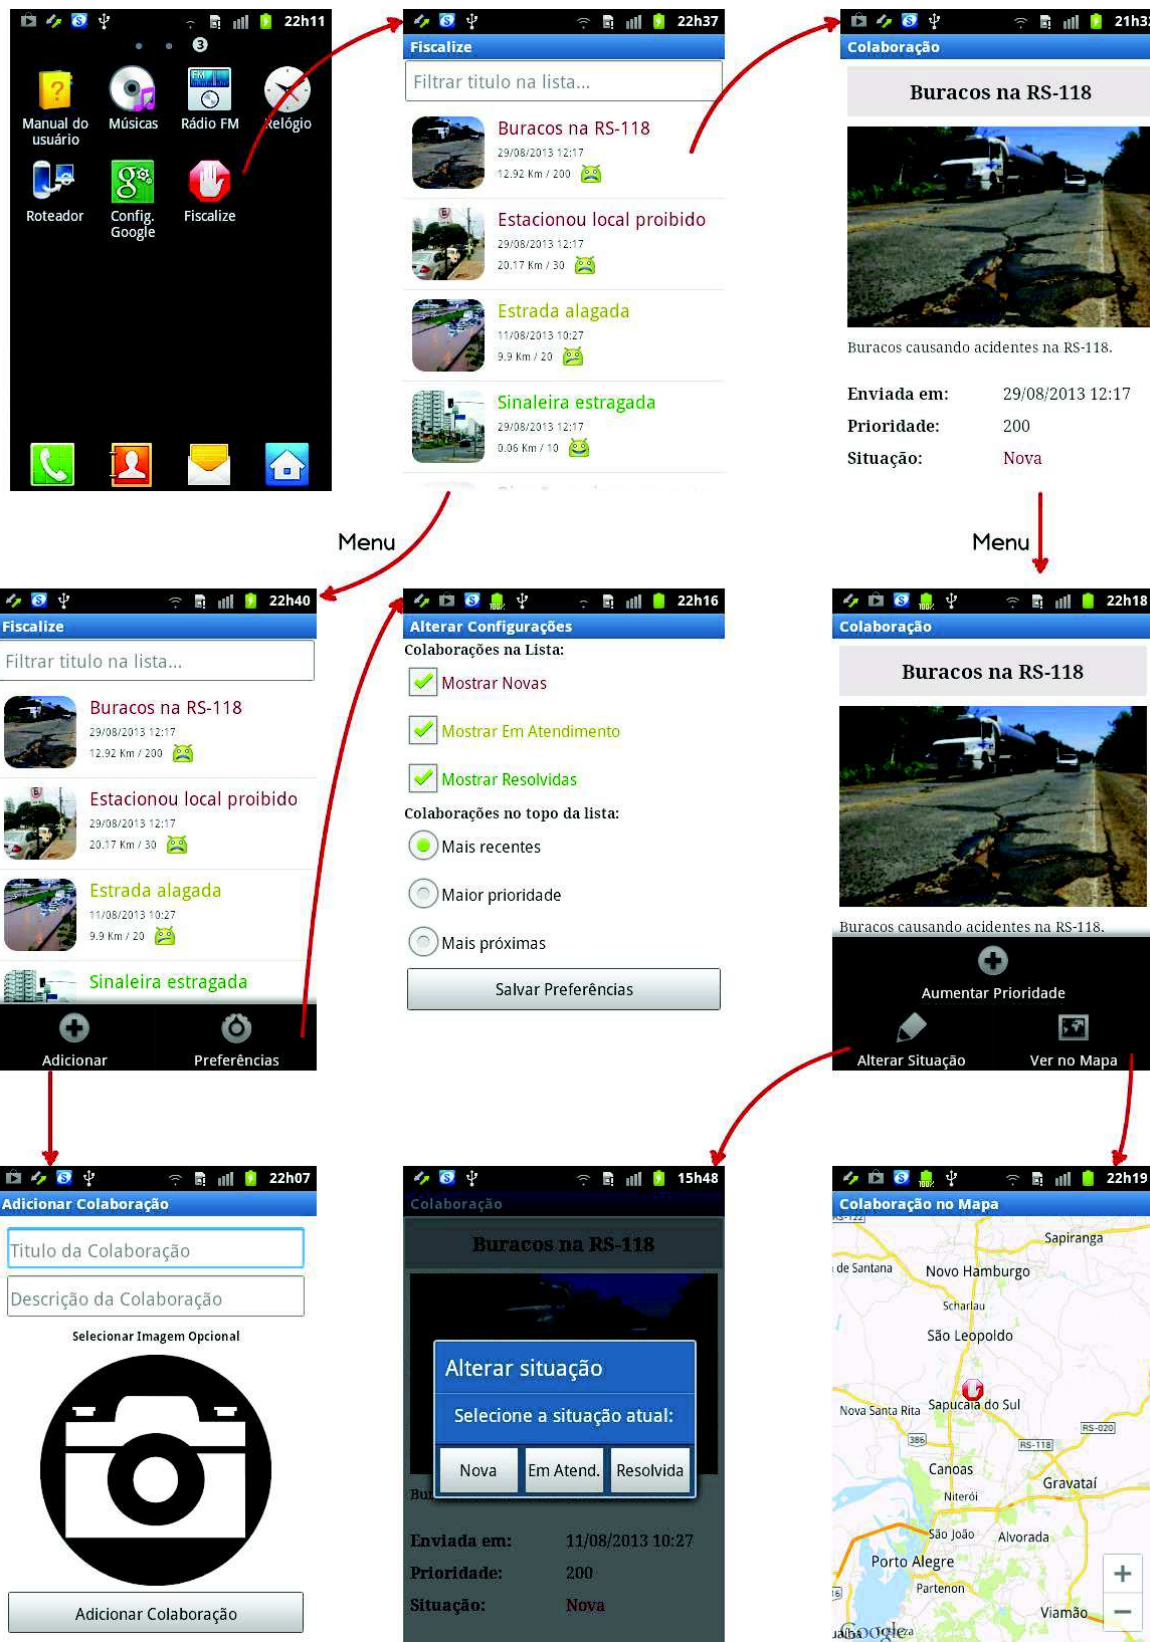 22h11
3
Manual do usuário
Músicas
Rádio FM
Relógio
Roteador
Config. Google
Fiscalize
22h37
Fiscalize
Filtrar titulo na lista...
Buracos na RS-118
29/08/2013 12:17
12.92 Km / 200
Estacionou local proibido
29/08/2013 12:17
20.17 Km / 30
Estrada alagada
11/08/2013 10:27
9.9 Km / 20
Sinaleira estragada
29/08/2013 12:17
0.06 Km / 10
Colaboração
Buracos na RS-118
Buracos causando acidentes na RS-118.
Enviada em: 29/08/2013 12:17
Prioridade: 200
Situação: Nova
Menu
Menu
22h40
Fiscalize
Filtrar titulo na lista...
Buracos na RS-118
29/08/2013 12:17
12.92 Km / 200
Estacionou local proibido
29/08/2013 12:17
20.17 Km / 30
Estrada alagada
11/08/2013 10:27
9.9 Km / 20
Sinaleira estragada
Adicionar
Preferências
22h16
Alterar Configurações
Colaborações na Lista:
Mostrar Novas
Mostrar Em Atendimento
Mostrar Resolvidas
Colaborações no topo da lista:
Mais recentes
Maior prioridade
Mais próximas
Salvar Preferências
22h18
Colaboração
Buracos na RS-118
Buracos causando acidentes na RS-118.
Aumentar Prioridade
Alterar Situação
Ver no Mapa
22h07
Adicionar Colaboração
Titulo da Colaboração
Descrição da Colaboração
Selecionar Imagem Opcional
Adicionar Colaboração
15h48
Colaboração
Buracos na RS-118
Alterar situação
Selecione a situação atual:
Nova
Em Atend.
Resolvida
Enviada em: 11/08/2013 10:27
Prioridade: 200
Situação: Nova
22h19
Colaboração no Mapa
RS-122
Sapiranga
de Santana
Novo Hamburgo
Scharlau
São Leopoldo
Nova Santa Rita
Sapucaia do Sul
RS-020
386
RS-118
Canoas
Gravataí
Niterói
São João
Alvorada
Porto Alegre
Partenon
Viamão
Google
+
−